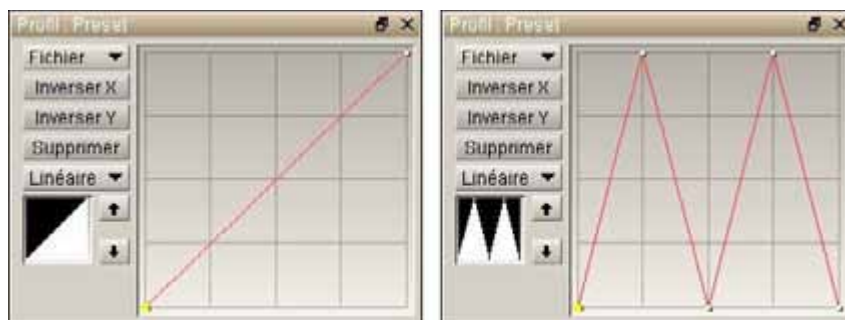 Profil : Preset
Fichier
Inverser X
Inverser Y
Supprimer
Linéaire
Profil : Preset
Fichier
Inverser X
Inverser Y
Supprimer
Linéaire